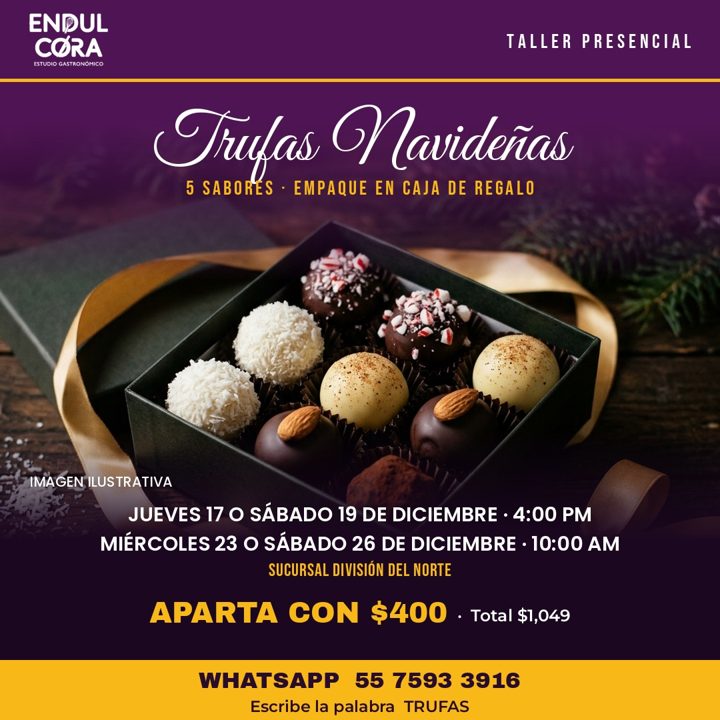 ENDUL
CØRA
ESTUDIO GASTRONÓMICO
TALLER PRESENCIAL
Trufas Navideñas
5 SABORES · EMPAQUE EN CAJA DE REGALO
IMAGEN ILUSTRATIVA
JUEVES 17 O SÁBADO 19 DE DICIEMBRE · 4:00 PM
MIÉRCOLES 23 O SÁBADO 26 DE DICIEMBRE · 10:00 AM
SUCURSAL DIVISIÓN DEL NORTE
APARTA CON $400 · Total $1,049
WHATSAPP 55 7593 3916
Escribe la palabra TRUFAS